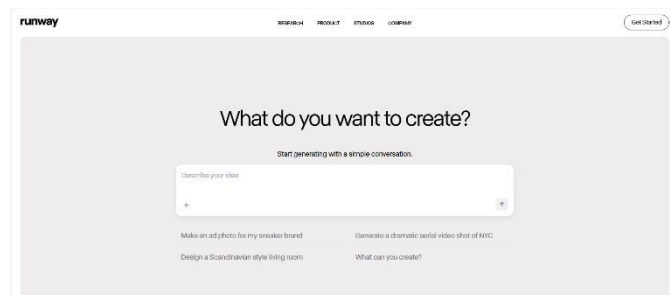 runway
RESEARCH PRODUCT STUDIOS COMPANY
Get Started
What do you want to create?
Start generating with a simple conversation.
Describe your idea
+
Make an ad photo for my sneaker brand
Generate a dramatic aerial video shot of NYC
Design a Scandinavian style living room
What can you create?